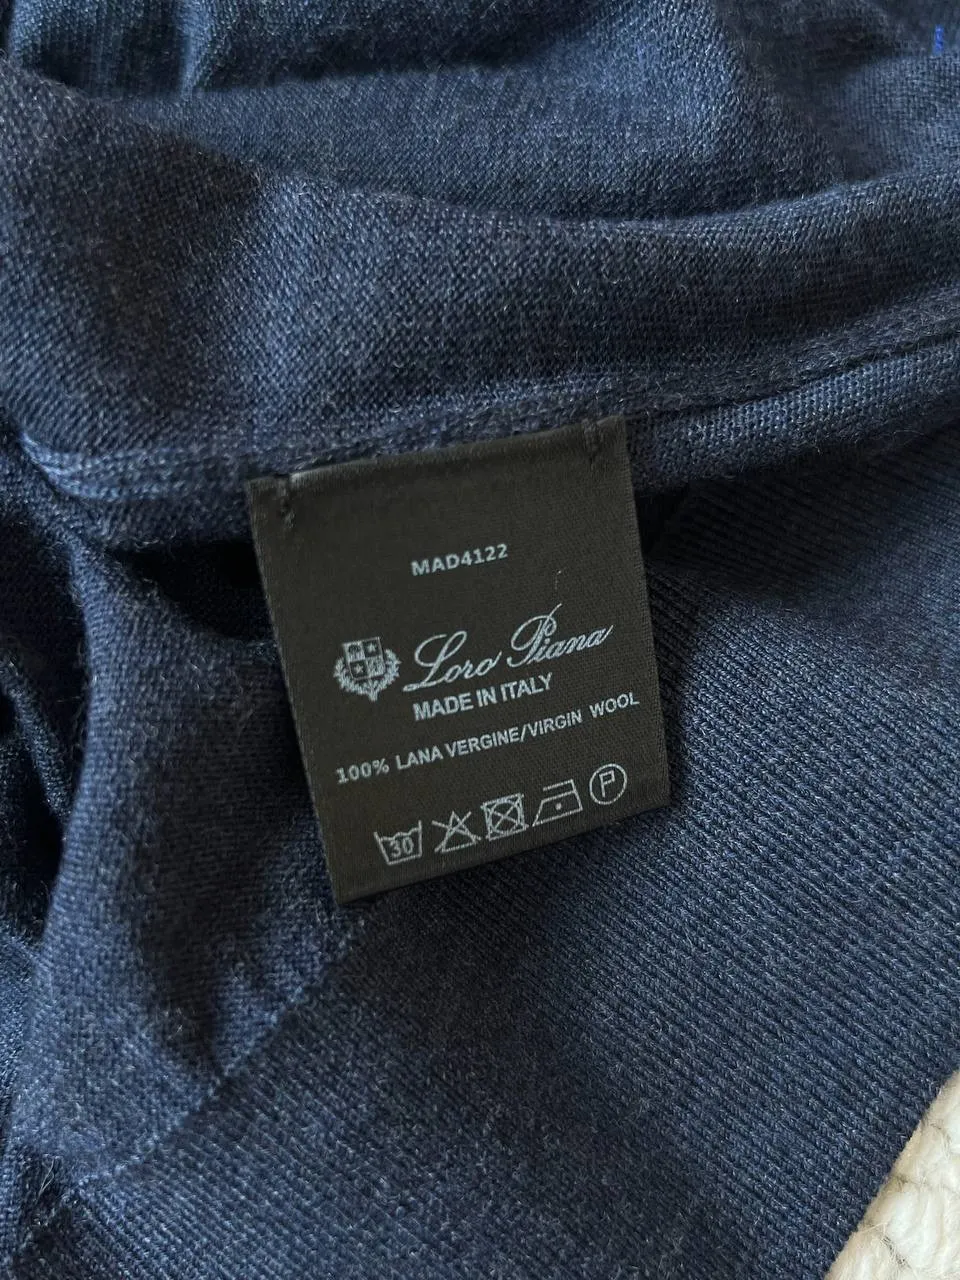 MAD4122
Loro Piana
MADE IN ITALY
100% LANA VERGINE/VIRGIN WOOL
30 P